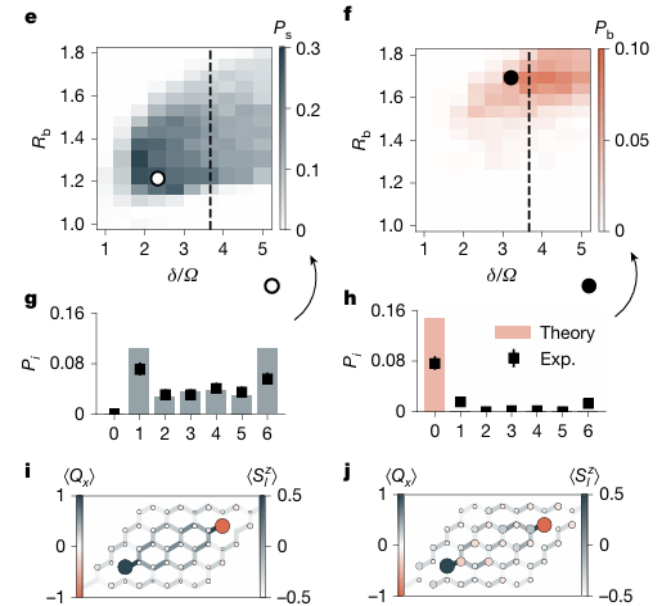 e
P_s
1.8
1.6
1.4
1.2
1.0
R_b
0.3
0.2
0.1
0
1 2 3 4 5
δ/Ω
f
P_b
1.8
1.6
1.4
1.2
1.0
R_b
0.10
0.05
0
1 2 3 4 5
δ/Ω
g
0.16
0.08
0
P_i
0 1 2 3 4 5 6
h
0.16
0.08
0
P_i
Theory
Exp.
0 1 2 3 4 5 6
i
⟨Q_x⟩ ⟨S_l^z⟩
1 0.5
0 0
−1 −0.5
j
⟨Q_x⟩ ⟨S_l^z⟩
1 0.5
0 0
−1 −0.5